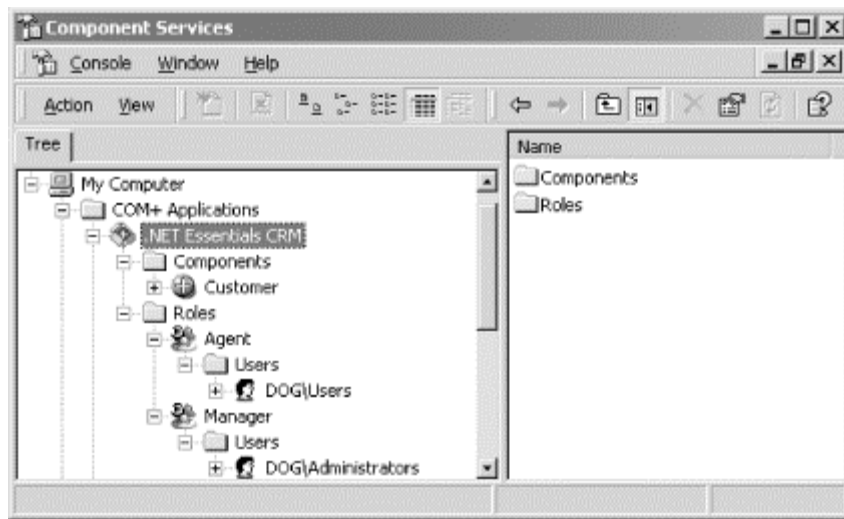 Component Services
Console Window Help
Action View
Tree
Name
My Computer
COM+ Applications
.NET Essentials CRM
Components
Customer
Roles
Agent
Users
DOG\Users
Manager
Users
DOG\Administrators
Components
Roles